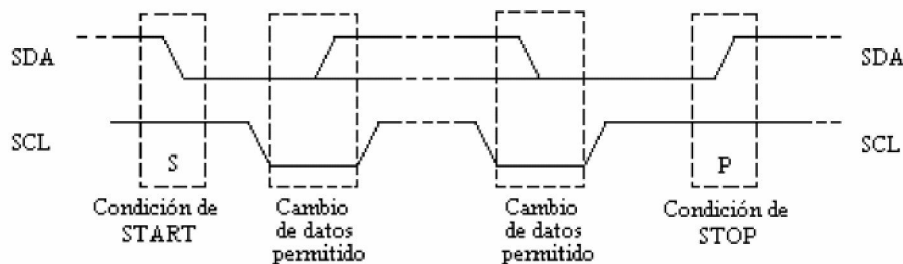 SDA
SDA
SCL
SCL
S
P
Condición de
START
Cambio
de datos
permitido
Cambio
de datos
permitido
Condición de
STOP